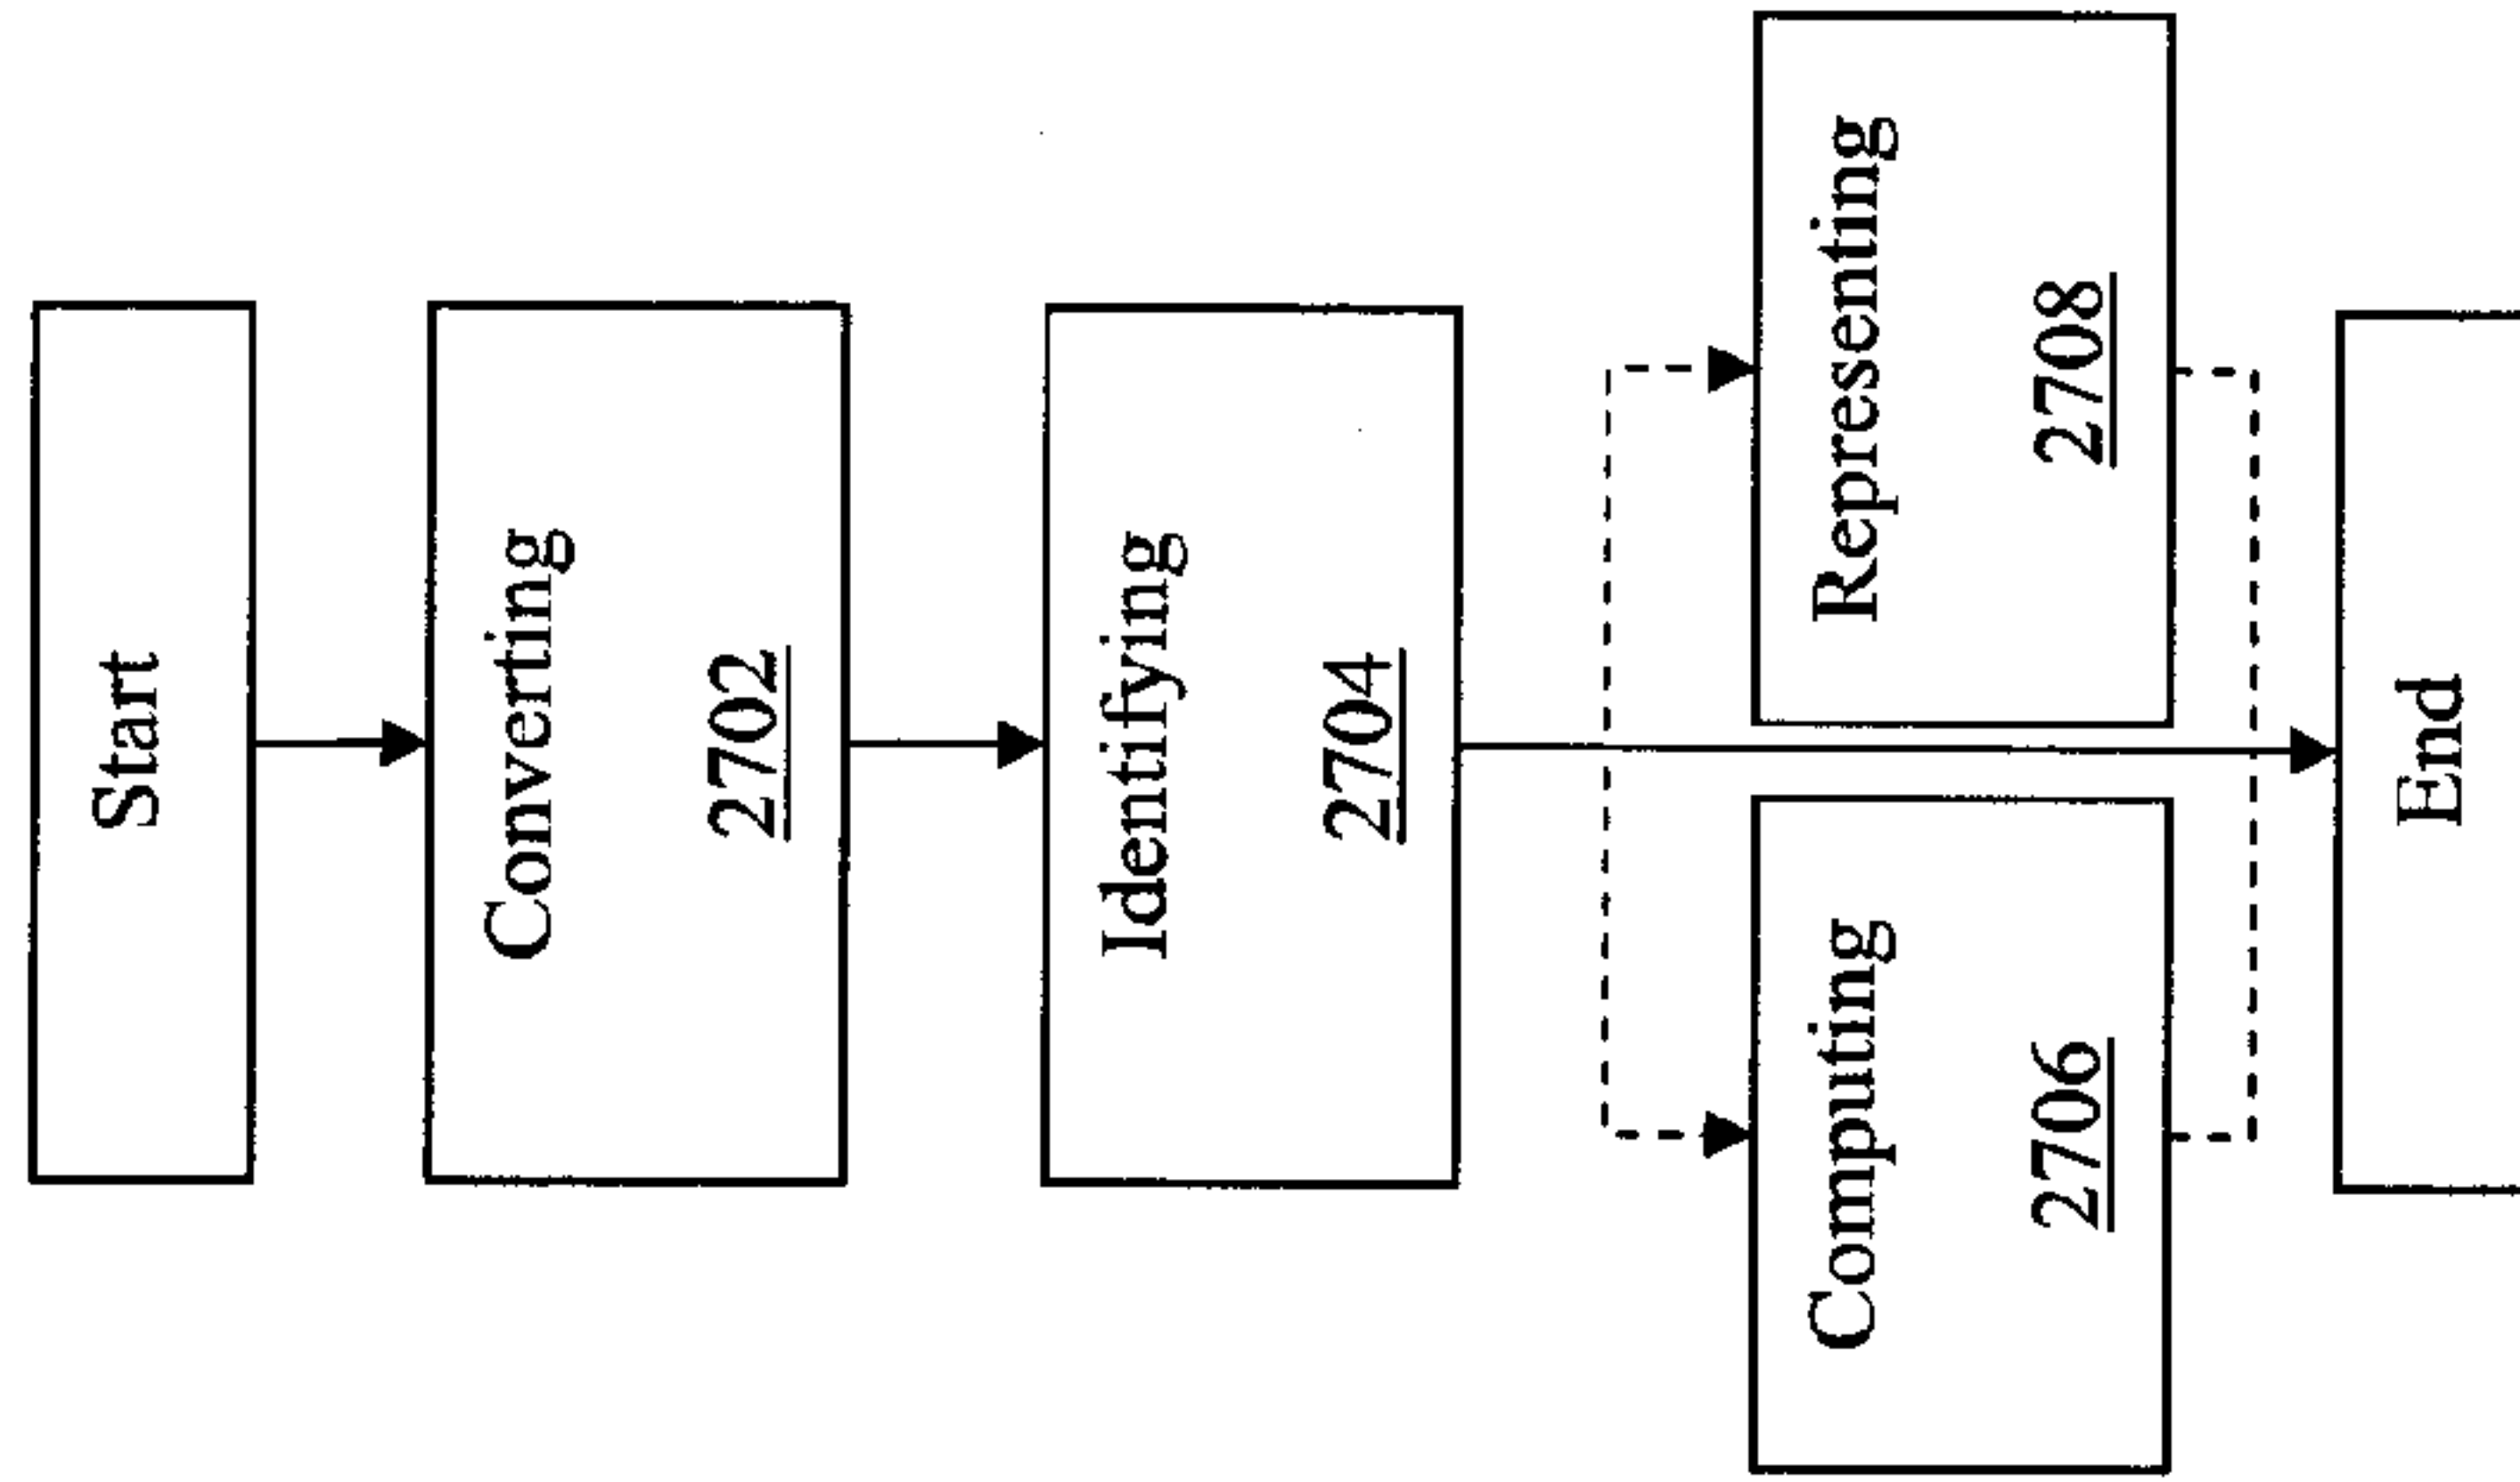 Start
Converting
2702
Identifying
2704
Computing
2706
Representing
2708
End